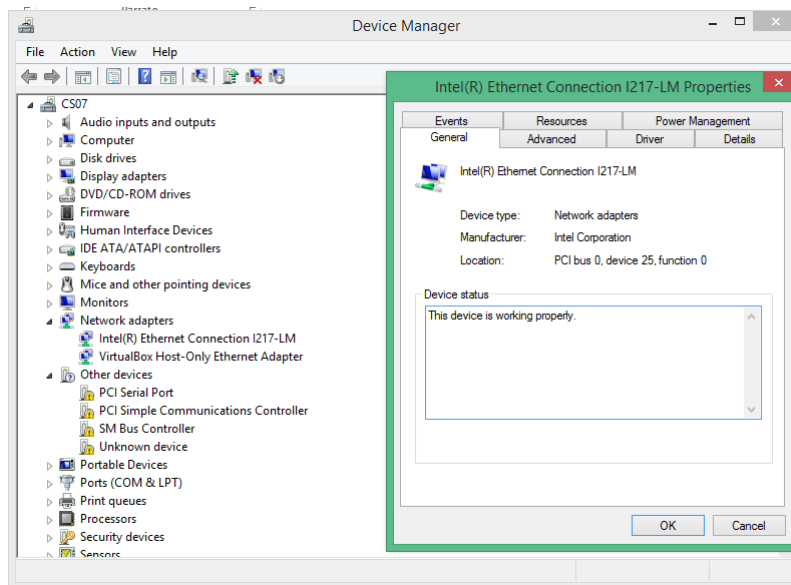 Device Manager
File Action View Help
CS07
Audio inputs and outputs
Computer
Disk drives
Display adapters
DVD/CD-ROM drives
Firmware
Human Interface Devices
IDE ATA/ATAPI controllers
Keyboards
Mice and other pointing devices
Monitors
Network adapters
Intel(R) Ethernet Connection I217-LM
VirtualBox Host-Only Ethernet Adapter
Other devices
PCI Serial Port
PCI Simple Communications Controller
SM Bus Controller
Unknown device
Portable Devices
Ports (COM & LPT)
Print queues
Processors
Security devices
Sensors
Intel(R) Ethernet Connection I217-LM Properties
Events Resources Power Management
General Advanced Driver Details
Intel(R) Ethernet Connection I217-LM
Device type: Network adapters
Manufacturer: Intel Corporation
Location: PCI bus 0, device 25, function 0
Device status
This device is working properly.
OK Cancel